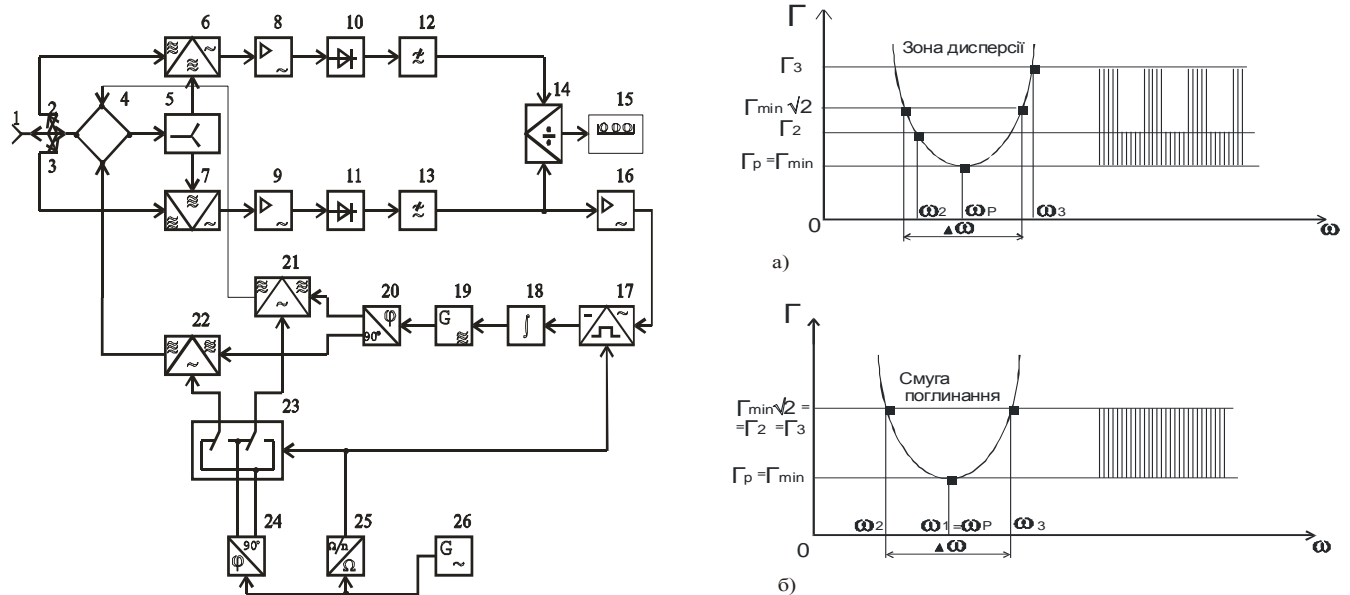 6 8 10 12
4 5 14 15
1 2
3
7 9 11 13 16
21
20 19 18 17
22
φ
90°
G
∫
23
24 25 26
90°
φ
Ω/n
Ω
G
Γ
Зона дисперсії
Γ3
Γmin √2
Γ2
Γp =Γmin
ω2 ωP ω3
0
▲ω
ω
а)
Γ
Смуга
поглинання
Γmin√2 =
=Γ2 =Γ3
Γp =Γmin
ω2 ω1=ωP ω3
0
▲ω
ω
б)